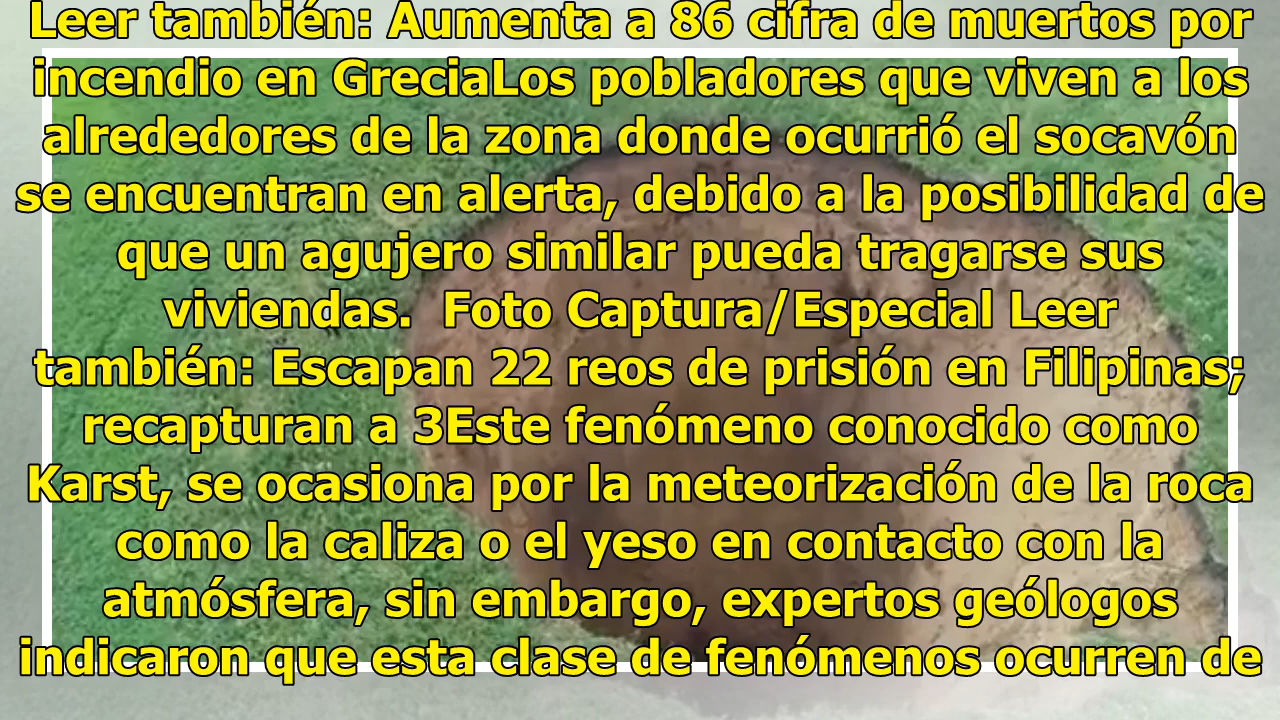 Leer también: Aumenta a 86 cifra de muertos por
incendio en GreciaLos pobladores que viven a los
alrededores de la zona donde ocurrió el socavón
se encuentran en alerta, debido a la posibilidad de
que un agujero similar pueda tragarse sus
viviendas.  Foto Captura/Especial Leer
también: Escapan 22 reos de prisión en Filipinas;
recapturan a 3Este fenómeno conocido como
Karst, se ocasiona por la meteorización de la roca
como la caliza o el yeso en contacto con la
atmósfera, sin embargo, expertos geólogos
indicaron que esta clase de fenómenos ocurren de